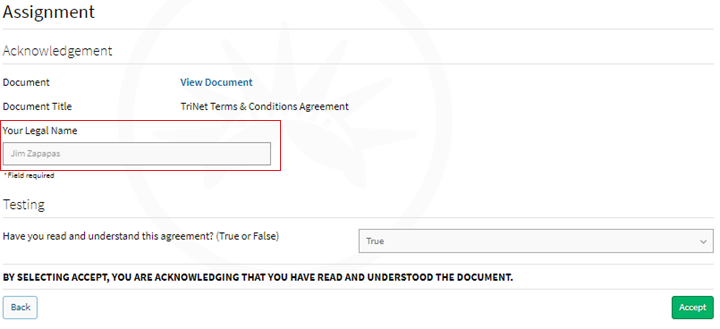 Assignment
Acknowledgement
Document View Document
Document Title TriNet Terms & Conditions Agreement
Your Legal Name
Jim Zapapas
* Field required
Testing
Have you read and understand this agreement? (True or False) True
BY SELECTING ACCEPT, YOU ARE ACKNOWLEDGING THAT YOU HAVE READ AND UNDERSTOOD THE DOCUMENT.
Back Accept